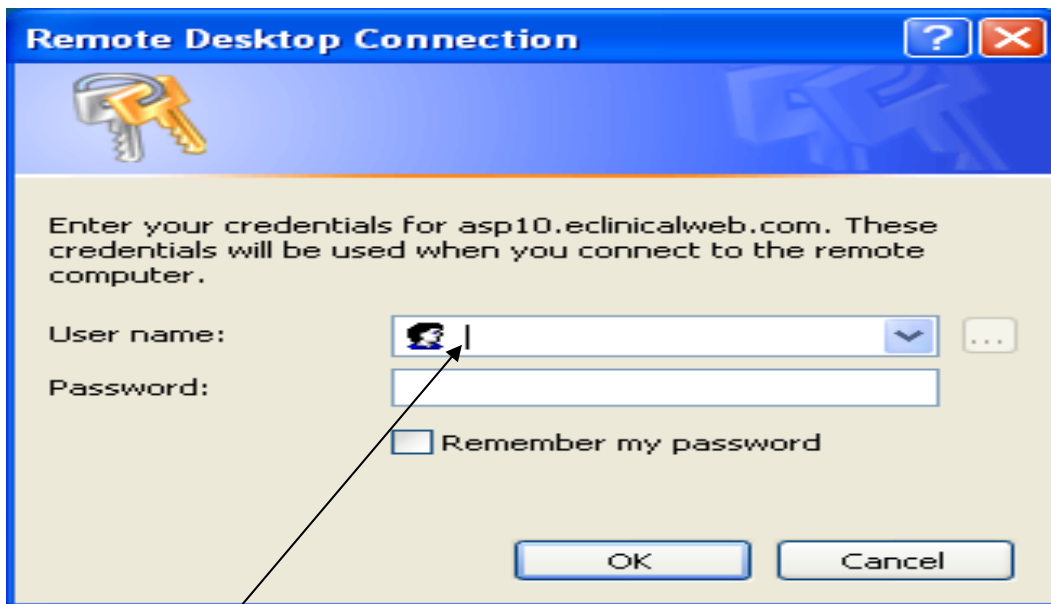 Remote Desktop Connection
Enter your credentials for asp10.eclinicalweb.com. These
credentials will be used when you connect to the remote
computer.
User name:
...
Password:
Remember my password
OK
Cancel